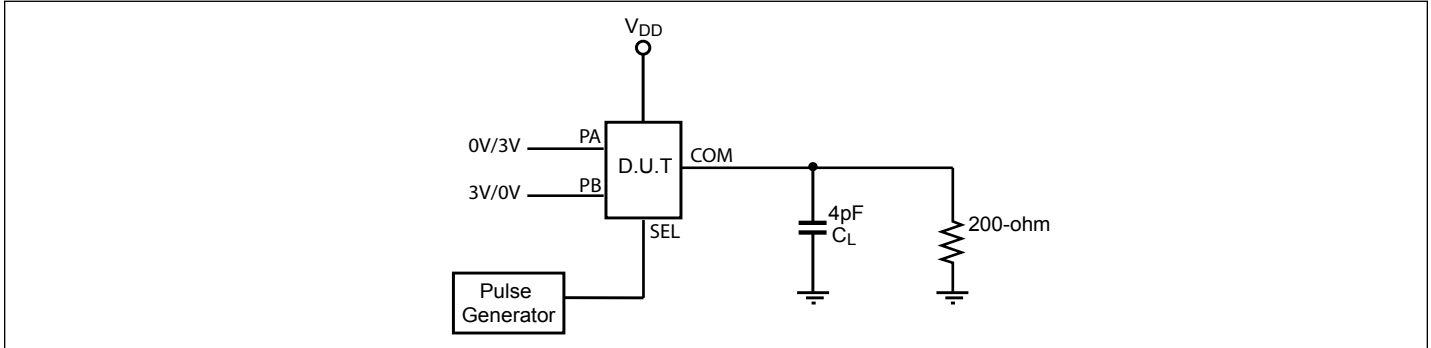 VDD
0V/3V
PA
D.U.T
COM
3V/0V
PB
SEL
4pF
CL
200-ohm
Pulse
Generator